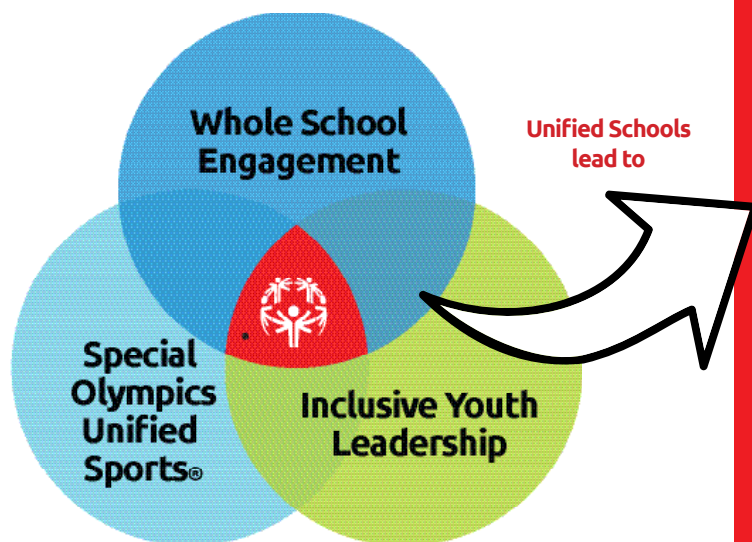 Whole School
Engagement
Unified Schools
lead to
Special
Olympics
Unified
Sports®
Inclusive Youth
Leadership